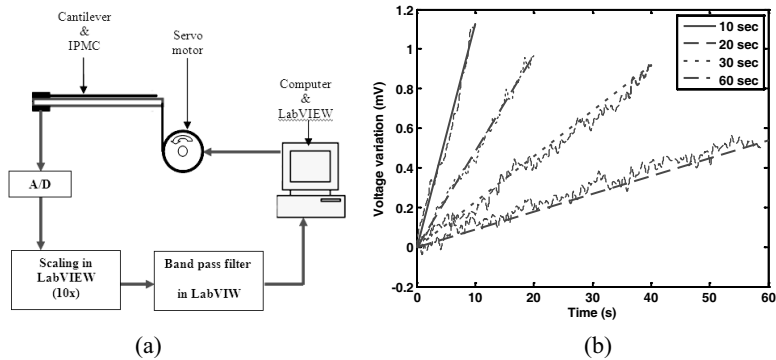 Cantilever
&
IPMC
Servo
motor
Computer
&
LabVIEW
A/D
Scaling in
LabVIEW
(10x)
Band pass filter
in LabVIW
(a)
1.2
1
0.8
0.6
0.4
0.2
0
-0.2
Voltage variation (mV)
10 sec
20 sec
30 sec
60 sec
0
10
20
30
40
50
60
Time (s)
(b)